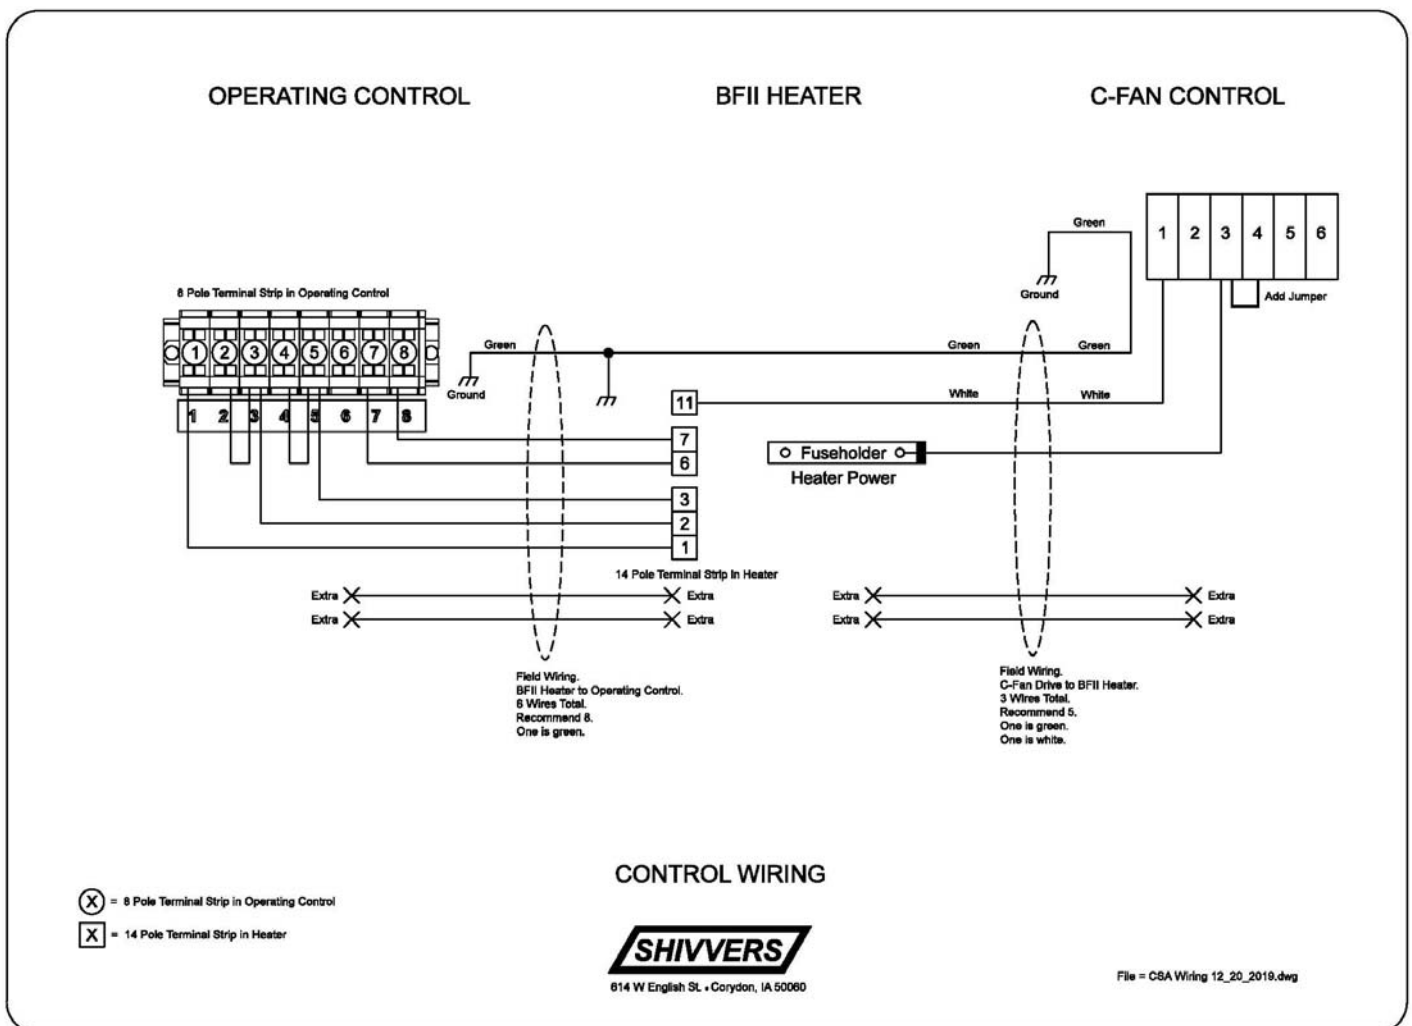 OPERATING CONTROL
BFII HEATER
C-FAN CONTROL
Green
1 2 3 4 5 6
Ground
Add Jumper
8 Pole Terminal Strip in Operating Control
1 2 3 4 5 6 7 8
Green
Green
Green
Ground
1 2 3 4 5 6 7 8
11
White
White
7
6
Fuseholder
Heater Power
3
2
1
14 Pole Terminal Strip in Heater
Extra
Extra
Extra
Extra
Extra
Extra
Extra
Extra
Field Wiring.
BFII Heater to Operating Control.
6 Wires Total.
Recommend 8.
One is green.
Field Wiring.
C-Fan Drive to BFII Heater.
3 Wires Total.
Recommend 5.
One is green.
One is white.
CONTROL WIRING
X = 8 Pole Terminal Strip in Operating Control
X = 14 Pole Terminal Strip in Heater
SHIVVERS
614 W English St. • Corydon, IA 50060
File = CSA Wiring 12_20_2019.dwg